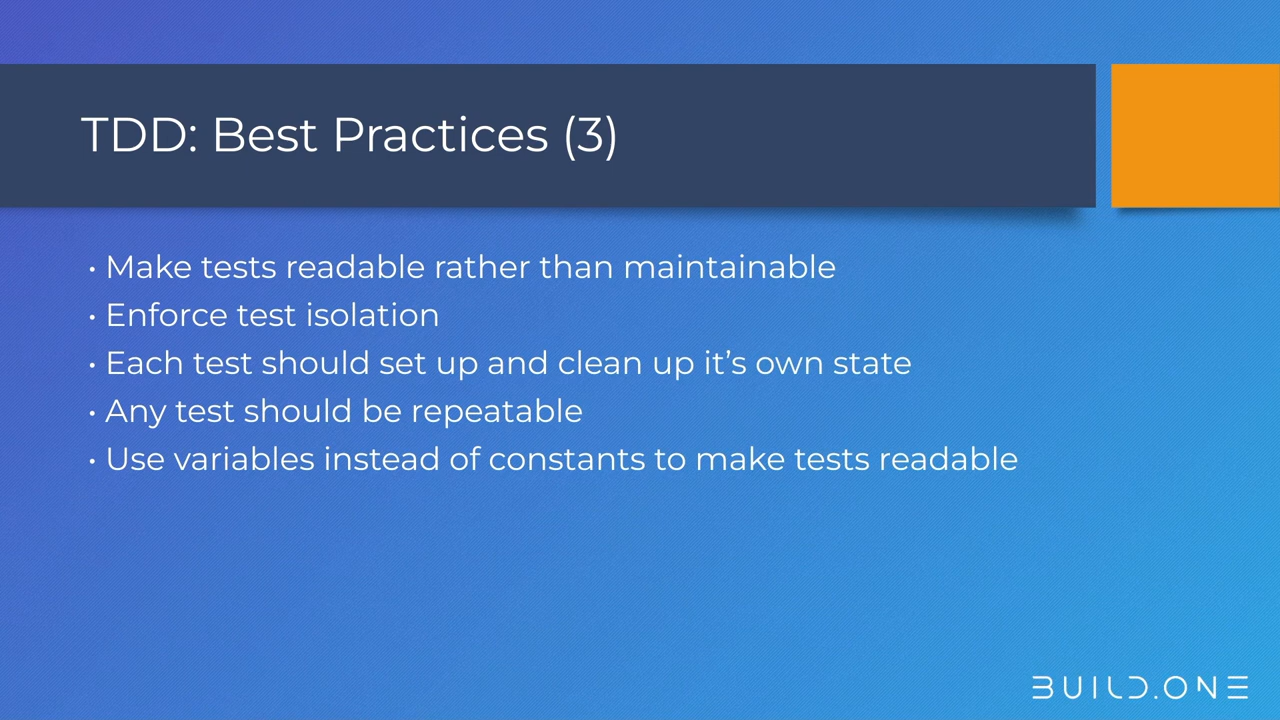 TDD: Best Practices (3)
• Make tests readable rather than maintainable
• Enforce test isolation
• Each test should set up and clean up it’s own state
• Any test should be repeatable
• Use variables instead of constants to make tests readable
BUILD.ONE